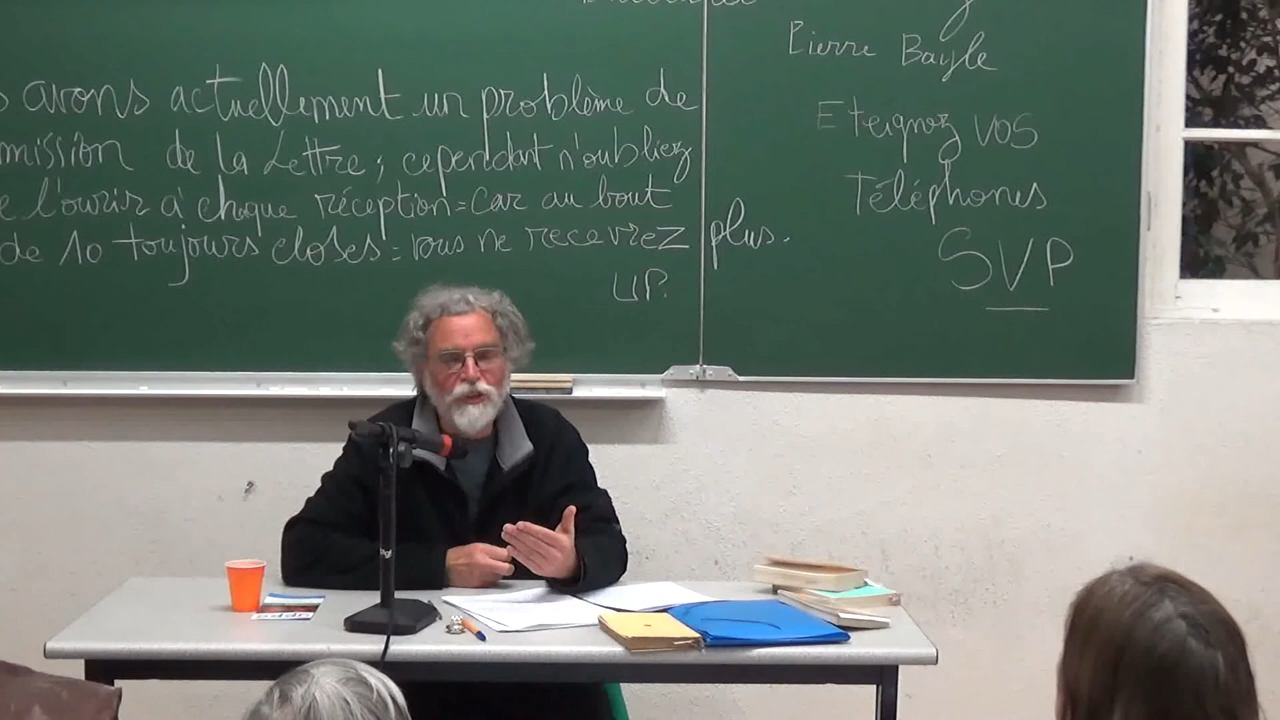 avons actuellement un problème de
mission de la Lettre ; cependant n'oubliez
l'ouvrir à chaque réception = car au bout
de 10 toujours closes = vous ne recevrez plus.
UP.
Pierre Bayle
Eteignez vos
Téléphones
SVP